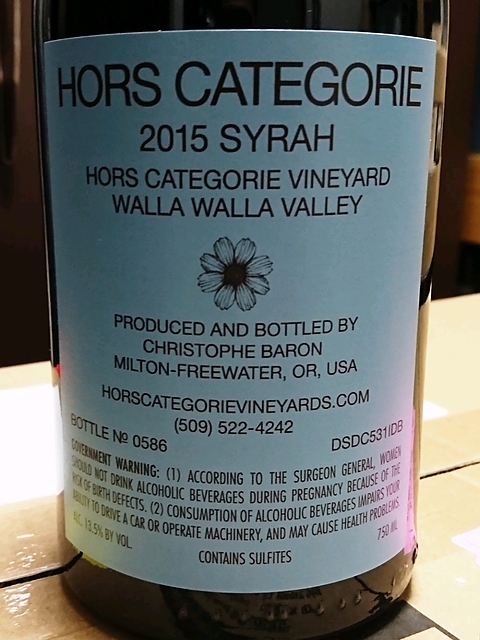 HORS CATEGORIE
2015 SYRAH
HORS CATEGORIE VINEYARD
WALLA WALLA VALLEY
PRODUCED AND BOTTLED BY
CHRISTOPHE BARON
MILTON-FREEWATER, OR, USA
HORSCATEGORIEVINEYARDS.COM
(509) 522-4242
BOTTLE № 0586 DSDC531IDB
GOVERNMENT WARNING: (1) ACCORDING TO THE SURGEON GENERAL, WOMEN
SHOULD NOT DRINK ALCOHOLIC BEVERAGES DURING PREGNANCY BECAUSE OF THE
RISK OF BIRTH DEFECTS. (2) CONSUMPTION OF ALCOHOLIC BEVERAGES IMPAIRS YOUR
ABILITY TO DRIVE A CAR OR OPERATE MACHINERY, AND MAY CAUSE HEALTH PROBLEMS.
ALC. 13.5% BY VOL. 750 ML
CONTAINS SULFITES